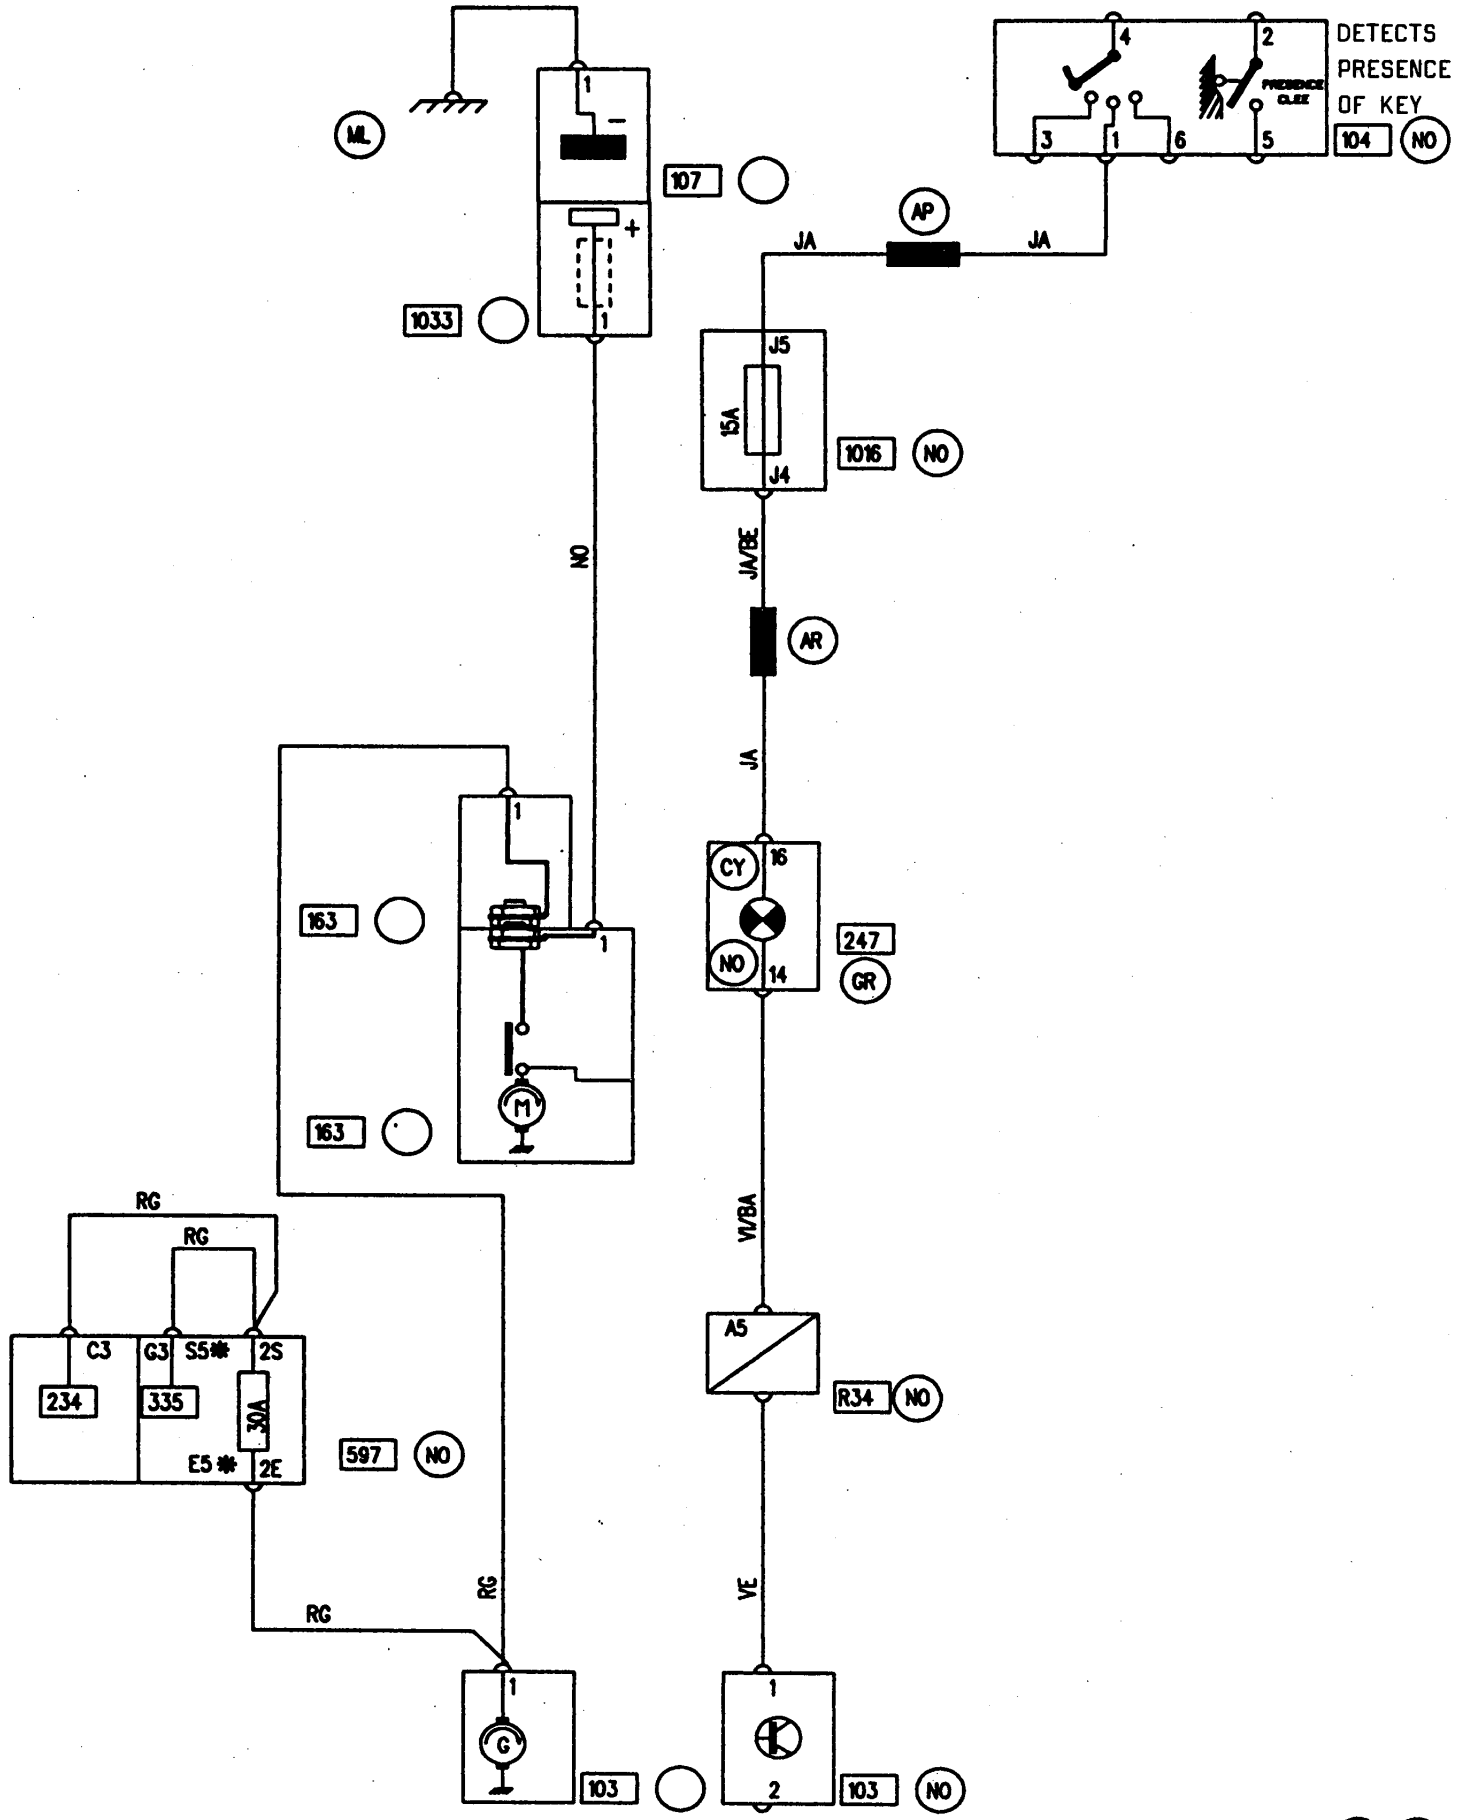 4
2
DETECTS
PRESENCE
OF KEY
PRESENCE
CLEE
3
1
6
5
104
NO
1
-
ML
107
+
1
1033
AP
JA
JA
J5
15A
J4
1016
NO
NO
JA/BE
AR
JA
1
16
CY
163
1
247
NO
14
GR
M
163
RG
RG
VI/BA
A5
C3
G3
S5*
2S
234
335
30A
R34
NO
E5*
2E
597
NO
RG
RG
VE
1
1
G
103
2
103
NO